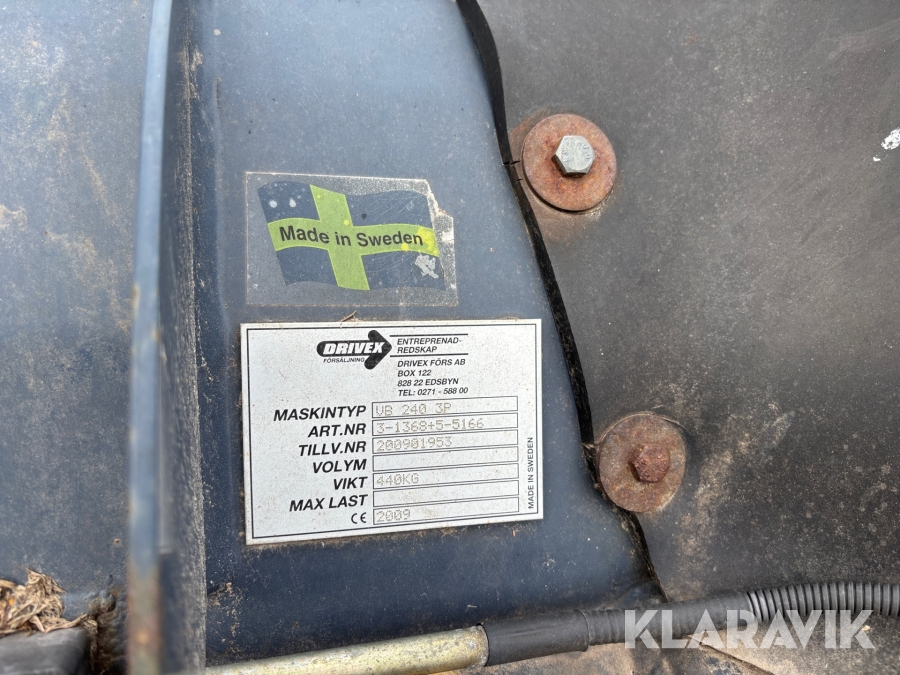 Made in Sweden
DRIVEX
FÖRSÄLJNING
ENTREPRENAD-
REDSKAP
DRIVEX FÖRS AB
BOX 122
828 22 EDSBYN
TEL: 0271 - 588 00
MASKINTYP VB 240 3P
ART.NR 3-1368+5-5166
TILLV.NR 200901953
VOLYM
VIKT 440KG
MAX LAST
CE 2009
MADE IN SWEDEN
KLARAVIK